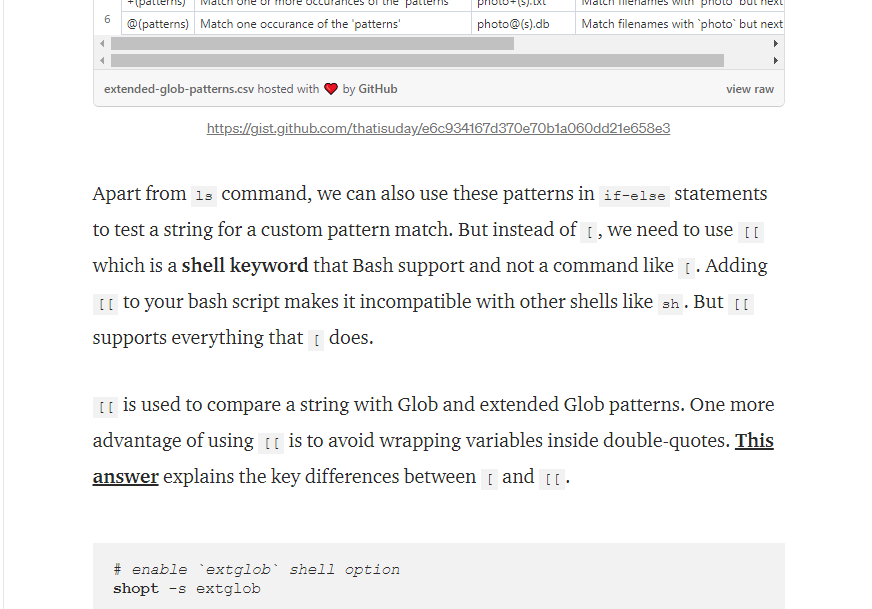 +(patterns) Match one or more occurances of the 'patterns' photo+(s).txt Match filenames with `photo` but next
6 @(patterns) Match one occurance of the 'patterns' photo@(s).db Match filenames with `photo` but next
extended-glob-patterns.csv hosted with ❤ by GitHub view raw
https://gist.github.com/thatisuday/e6c934167d370e70b1a060dd21e658e3
Apart from ls command, we can also use these patterns in if-else statements
to test a string for a custom pattern match. But instead of [, we need to use [[
which is a shell keyword that Bash support and not a command like [. Adding
[[ to your bash script makes it incompatible with other shells like sh. But [[
supports everything that [ does.
[[ is used to compare a string with Glob and extended Glob patterns. One more
advantage of using [[ is to avoid wrapping variables inside double-quotes. This
answer explains the key differences between [ and [[.
# enable `extglob` shell option
shopt -s extglob